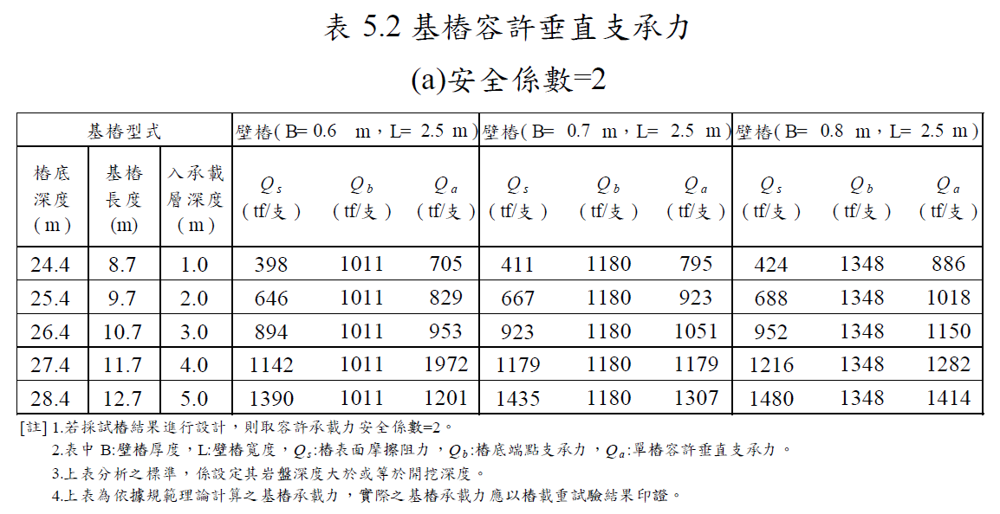 表 5.2 基樁容許垂直支承力
(a)安全係數=2
基樁型式 壁樁( B= 0.6 m，L= 2.5 m ) 壁樁( B= 0.7 m，L= 2.5 m ) 壁樁( B= 0.8 m，L= 2.5 m )
樁底深度 ( m ) 基樁長度 (m) 入承載層深度 ( m ) Qs ( tf/支 ) Qb ( tf/支 ) Qa ( tf/支 ) Qs ( tf/支 ) Qb ( tf/支 ) Qa ( tf/支 ) Qs ( tf/支 ) Qb ( tf/支 ) Qa ( tf/支 )
24.4 8.7 1.0 398 1011 705 411 1180 795 424 1348 886
25.4 9.7 2.0 646 1011 829 667 1180 923 688 1348 1018
26.4 10.7 3.0 894 1011 953 923 1180 1051 952 1348 1150
27.4 11.7 4.0 1142 1011 1972 1179 1180 1179 1216 1348 1282
28.4 12.7 5.0 1390 1011 1201 1435 1180 1307 1480 1348 1414
[註] 1.若採試樁結果進行設計，則取容許承載力安全係數=2。
2.表中 B:壁樁厚度，L:壁樁寬度，Qs:樁表面摩擦阻力，Qb:樁底端點支承力，Qa:單樁容許垂直支承力。
3.上表分析之標準，係設定其岩盤深度大於或等於開挖深度。
4.上表為依據規範理論計算之基樁承載力，實際之基樁承載力應以樁載重試驗結果印證。